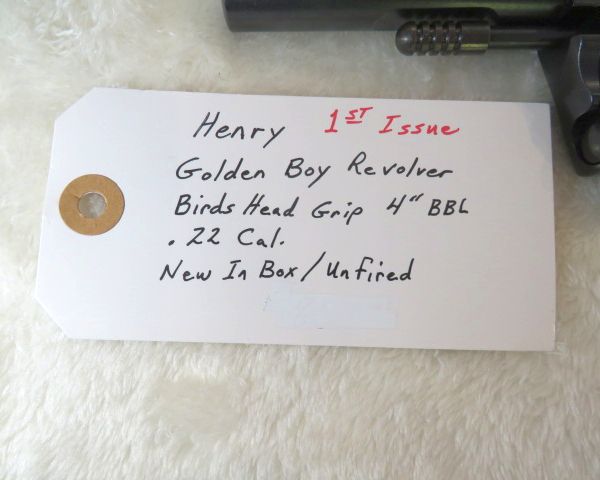 Henry 1ST Issue
Golden Boy Revolver
Birds Head Grip 4" BBL
.22 Cal.
New In Box/Unfired